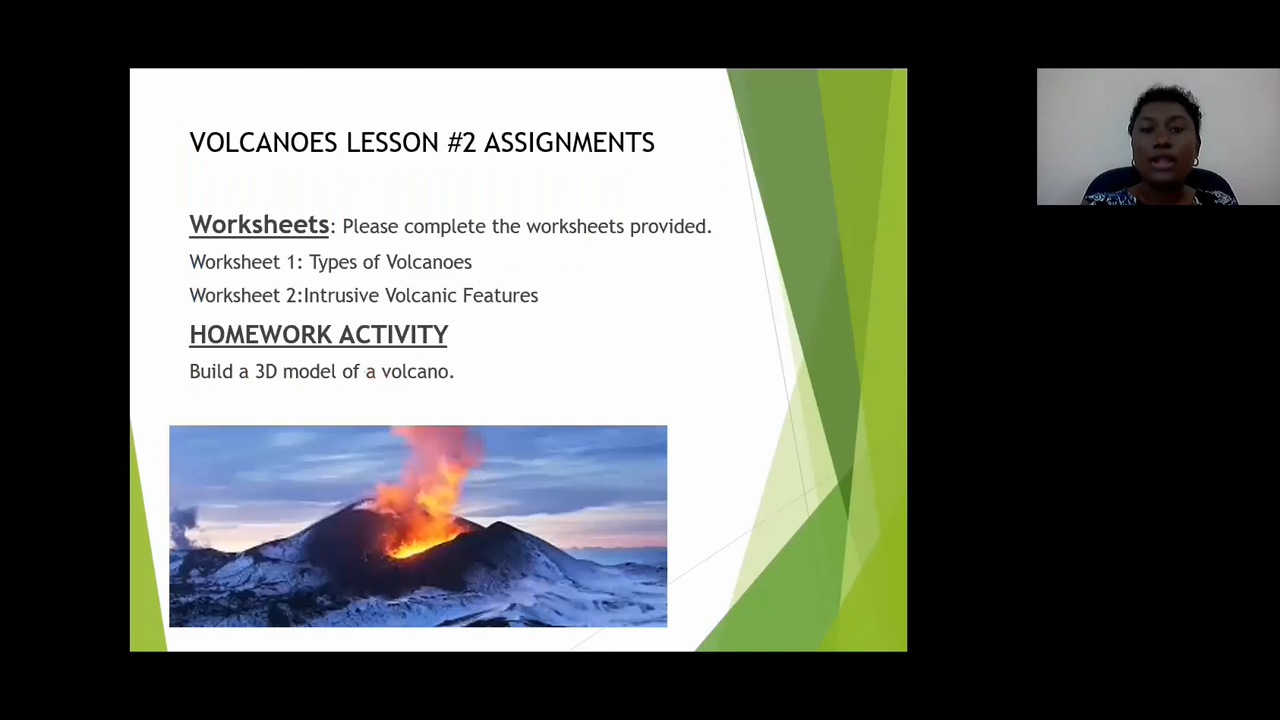 VOLCANOES LESSON #2 ASSIGNMENTS
Worksheets: Please complete the worksheets provided.
Worksheet 1: Types of Volcanoes
Worksheet 2:Intrusive Volcanic Features
HOMEWORK ACTIVITY
Build a 3D model of a volcano.